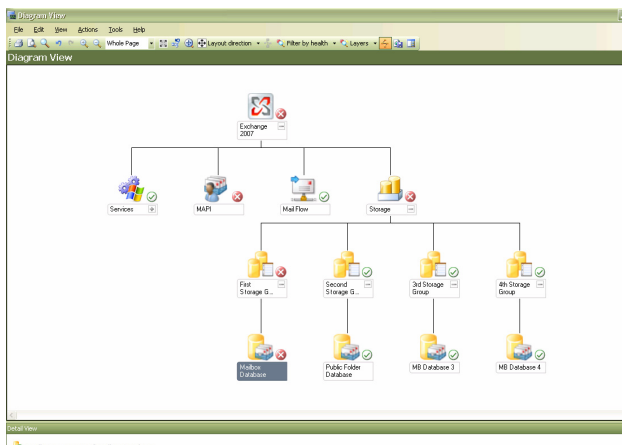 Diagram View
File Edit View Actions Tools Help
Whole Page Layout direction Filter by health Layers
Diagram View
Exchange
2007
Services MAPI Mail Flow Storage
First
Storage G...
Second
Storage G...
3rd Storage
Group
4th Storage
Group
Mailbox
Database
Public Folder
Database
MB Database 3
MB Database 4
Detail View